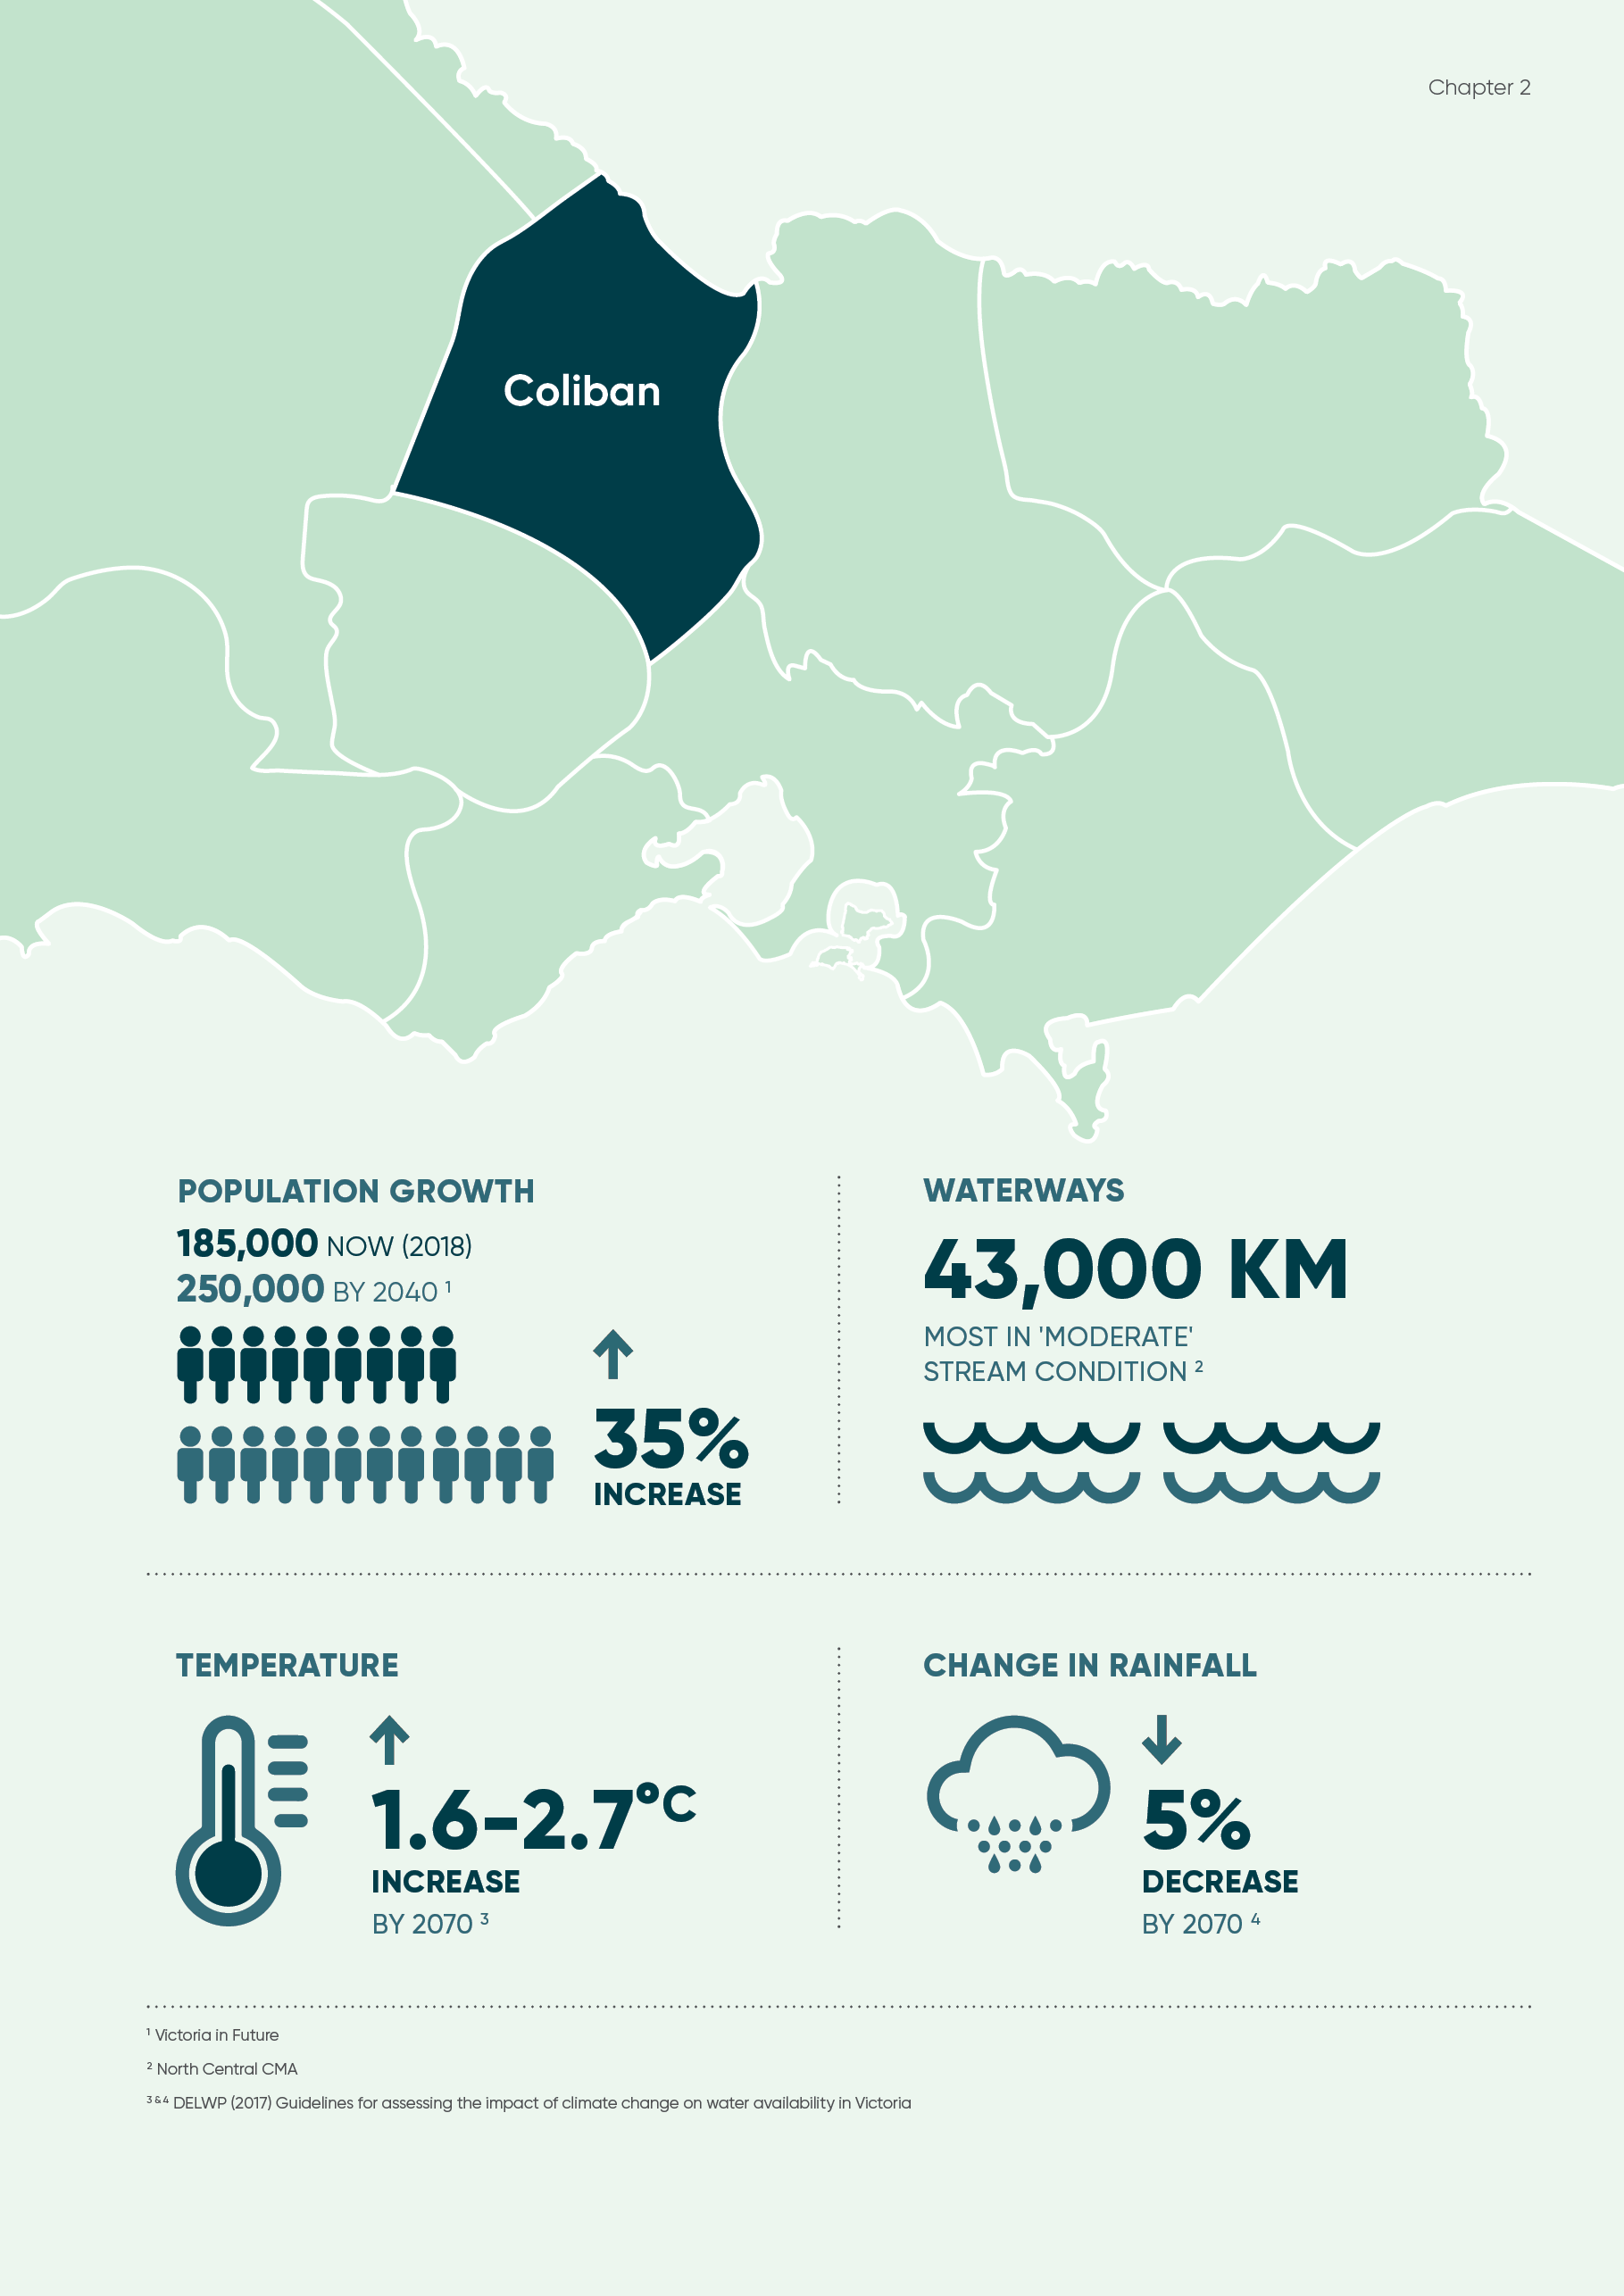 Chapter 2
Coliban
POPULATION GROWTH
185,000 NOW (2018)
250,000 BY 2040 ¹
35%
INCREASE
WATERWAYS
43,000 KM
MOST IN 'MODERATE'
STREAM CONDITION ²
TEMPERATURE
1.6–2.7°C
INCREASE
BY 2070 ³
CHANGE IN RAINFALL
5%
DECREASE
BY 2070 ⁴
¹ Victoria in Future
² North Central CMA
³ & ⁴ DELWP (2017) Guidelines for assessing the impact of climate change on water availability in Victoria